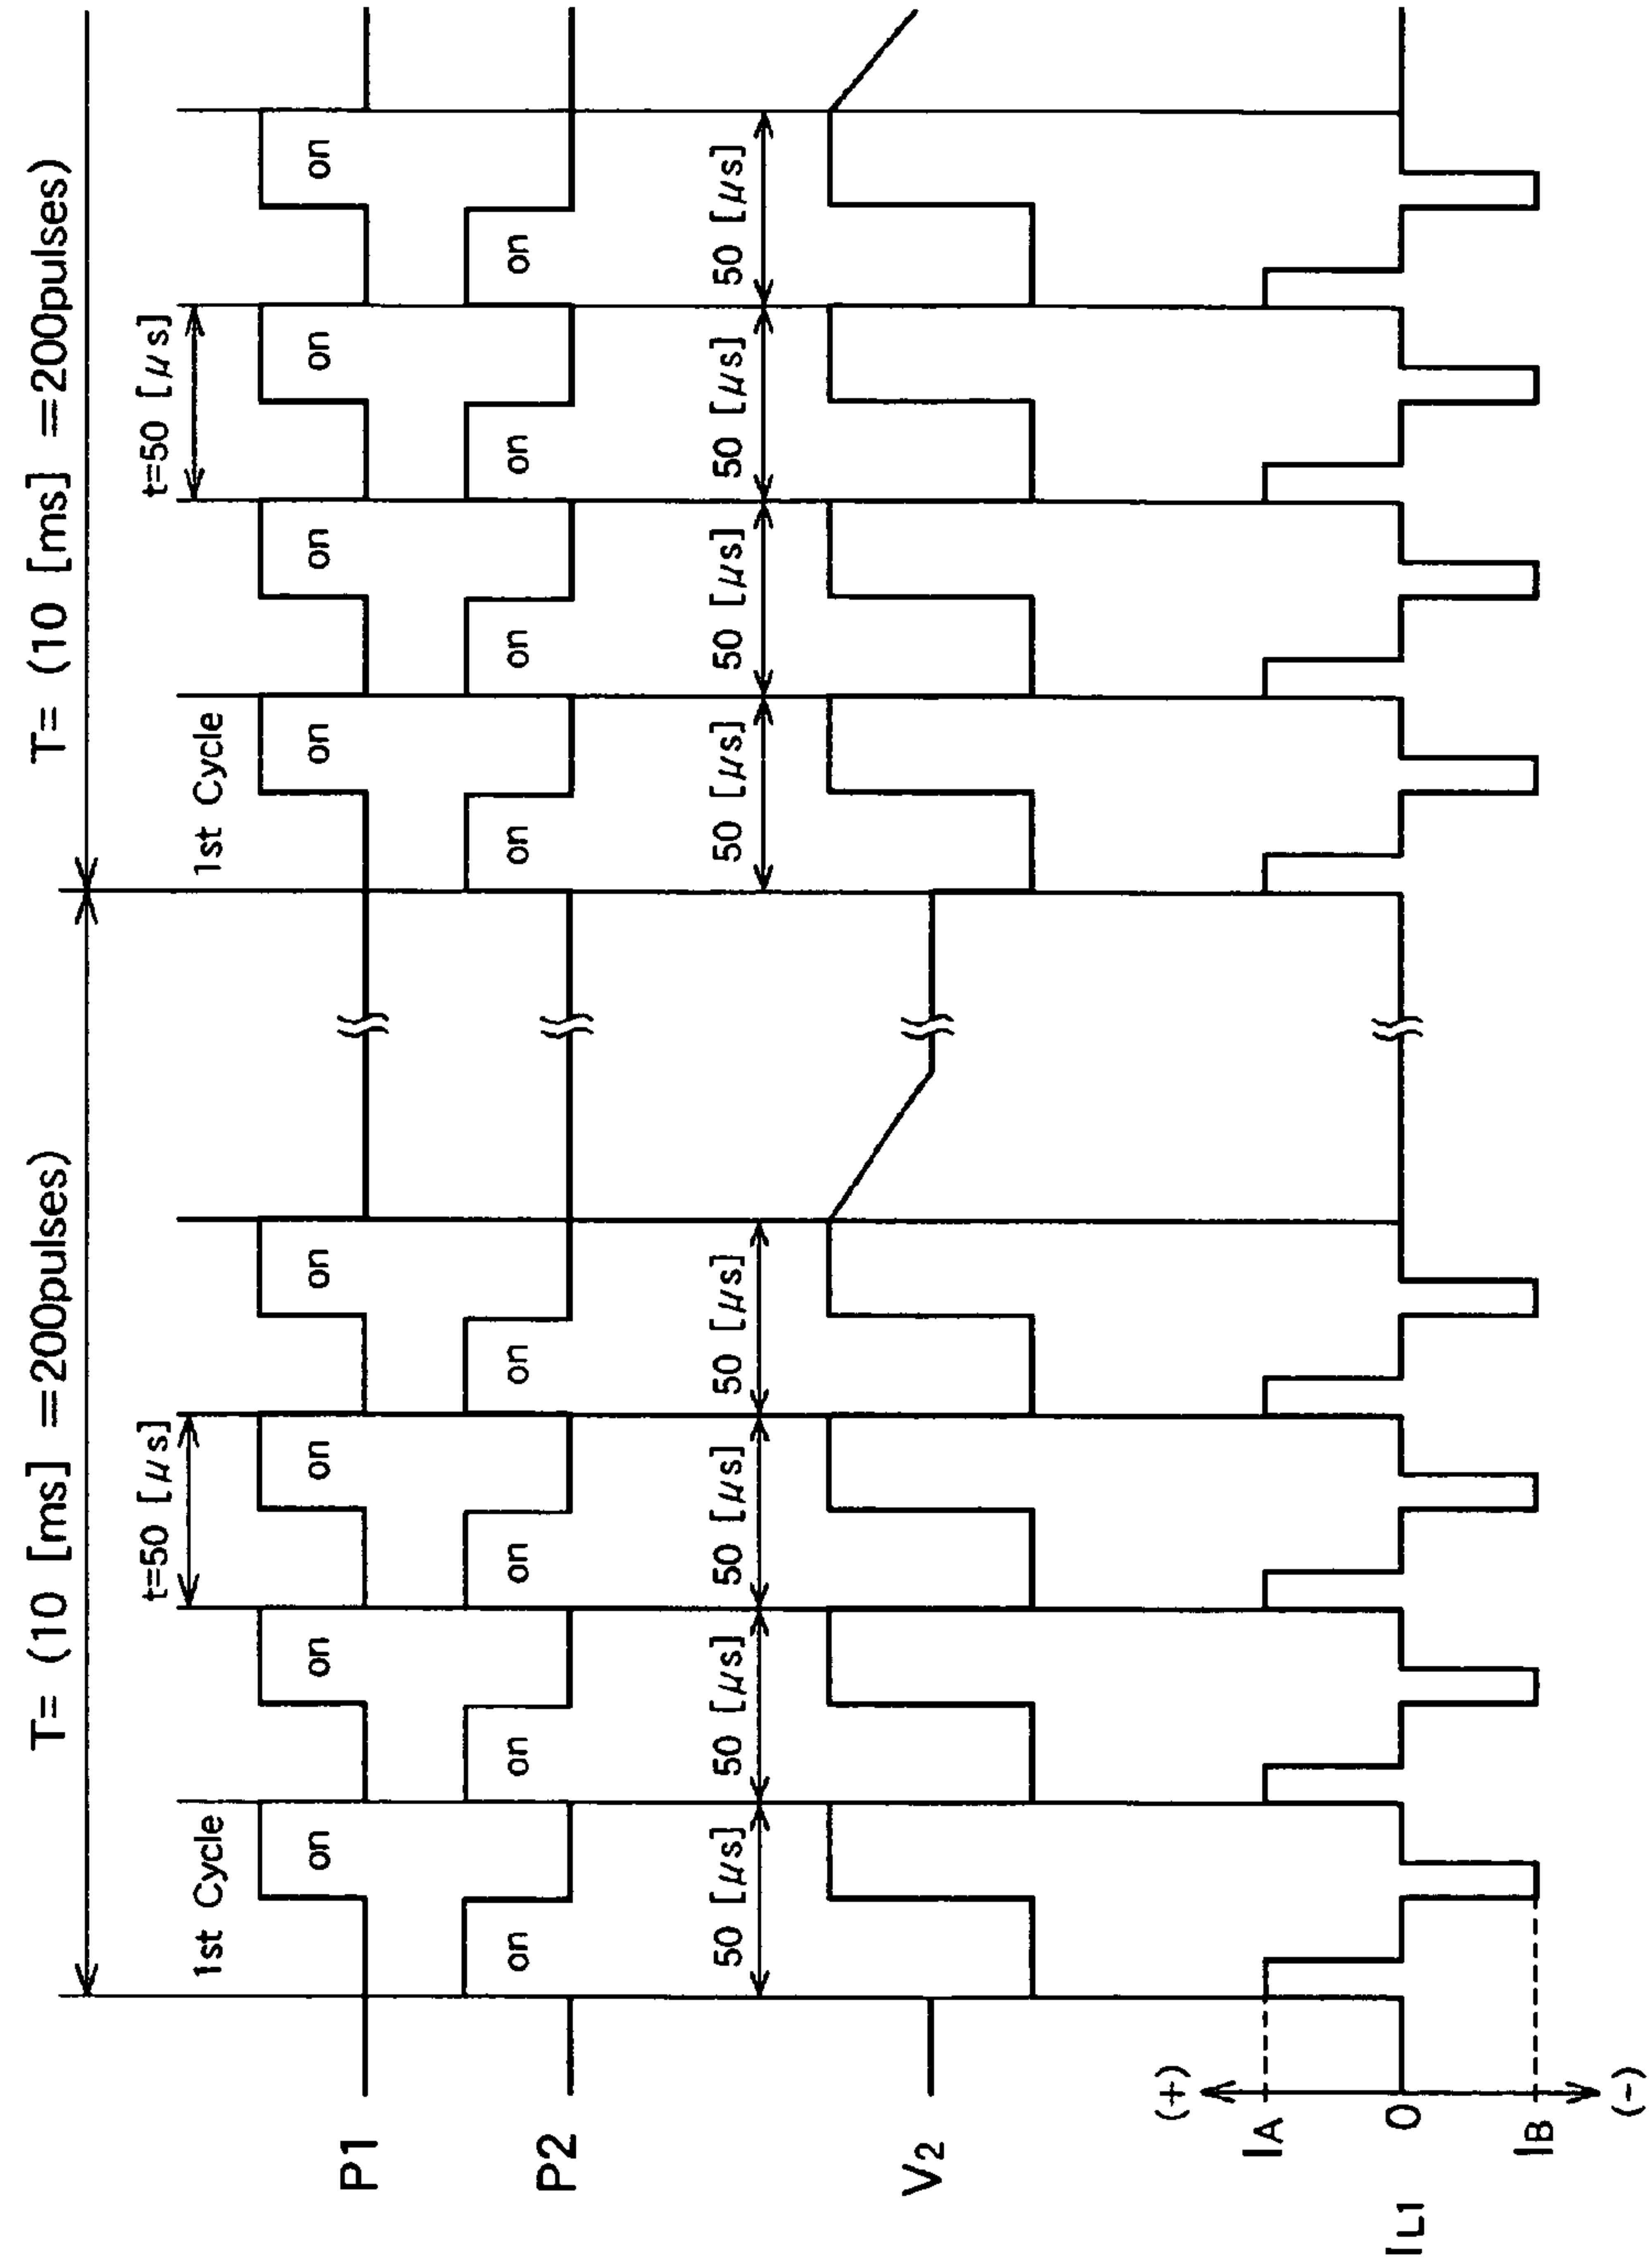 T= (10 [ms] =200pulses) T= (10 [ms] =200pulses)
t=50 [μs] t=50 [μs]
1st Cycle 1st Cycle
on on on on on on on on
P1
on on on on on on on on
P2
50 [μs] 50 [μs] 50 [μs] 50 [μs] 50 [μs] 50 [μs] 50 [μs] 50 [μs]
V2
(+)
IA
IL1 0
IB
(-)